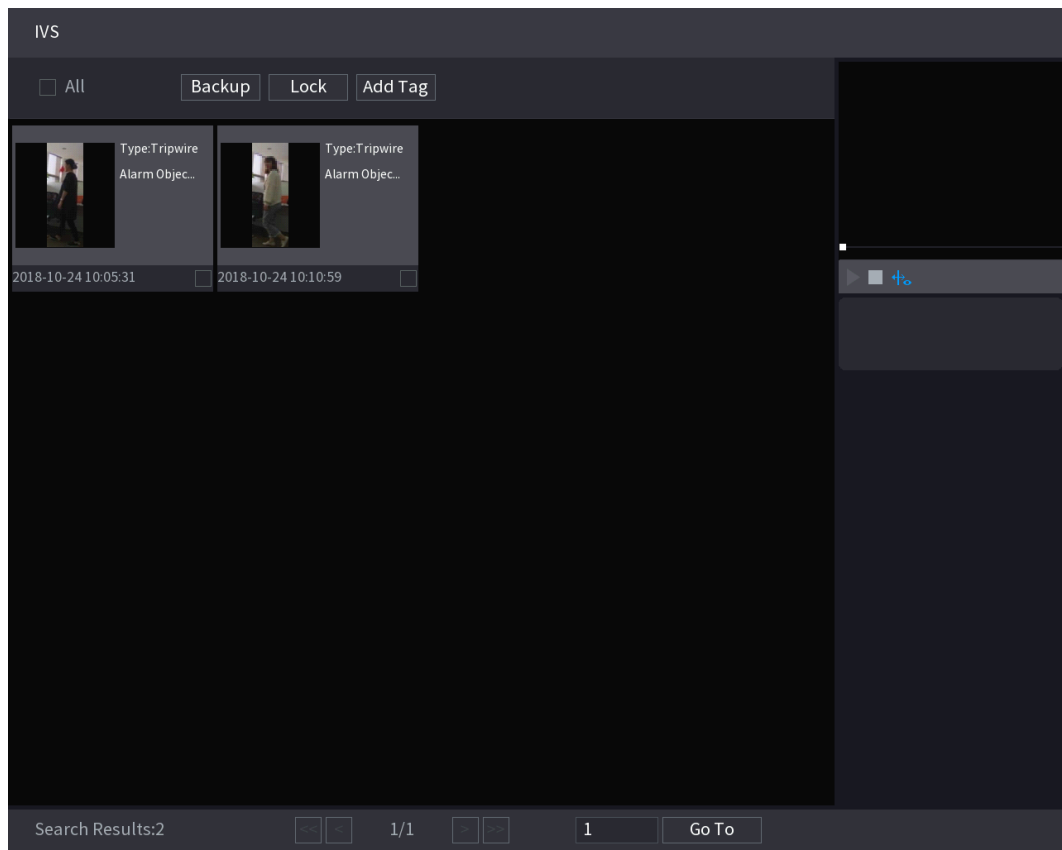 IVS
All Backup Lock Add Tag
Type:Tripwire
Alarm Objec...
2018-10-24 10:05:31
Type:Tripwire
Alarm Objec...
2018-10-24 10:10:59
Search Results:2 << < 1/1 > >> 1 Go To